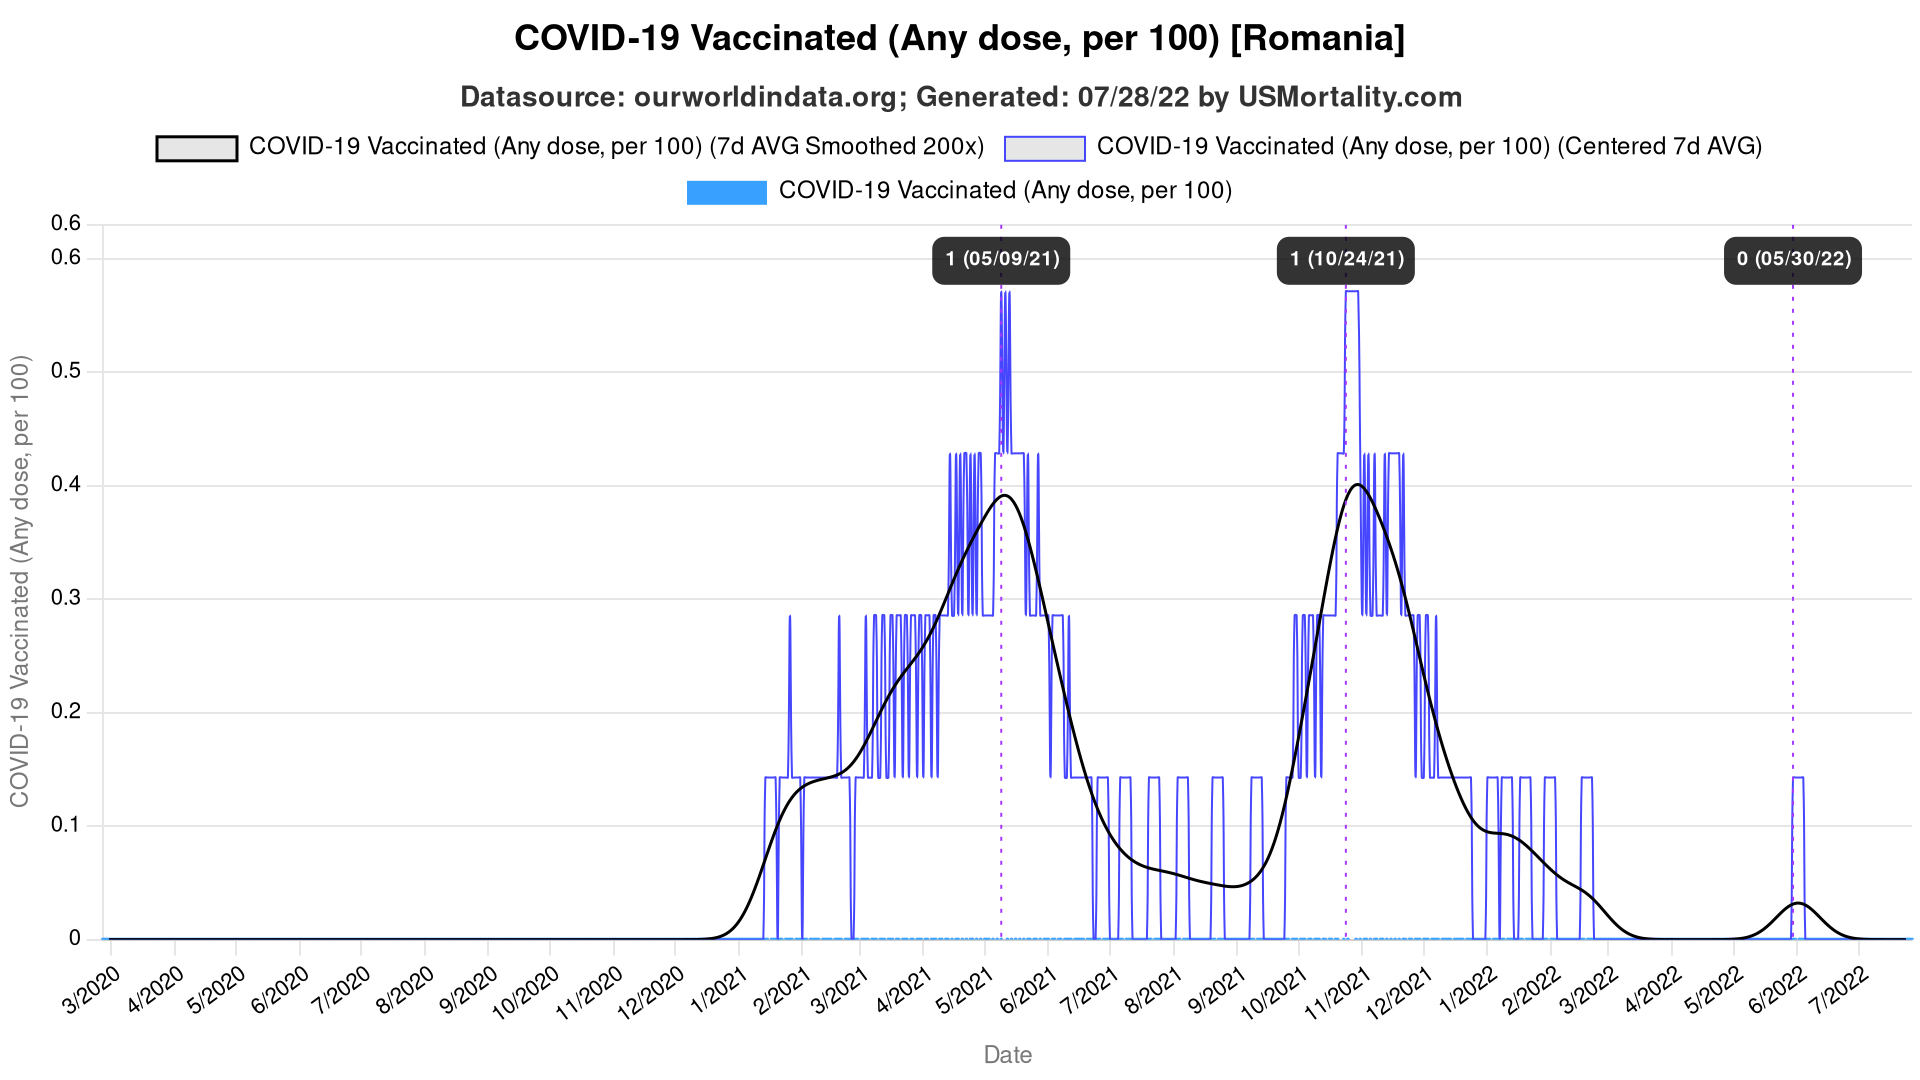 COVID-19 Vaccinated (Any dose, per 100) [Romania]
Datasource: ourworldindata.org; Generated: 07/28/22 by USMortality.com
COVID-19 Vaccinated (Any dose, per 100) (7d AVG Smoothed 200x) COVID-19 Vaccinated (Any dose, per 100) (Centered 7d AVG)
COVID-19 Vaccinated (Any dose, per 100)
0.6
0.6
1 (05/09/21) 1 (10/24/21) 0 (05/30/22)
0.5
0.4
0.3
0.2
0.1
0
COVID-19 Vaccinated (Any dose, per 100)
3/2020 4/2020 5/2020 6/2020 7/2020 8/2020 9/2020 10/2020 11/2020 12/2020 1/2021 2/2021 3/2021 4/2021 5/2021 6/2021 7/2021 8/2021 9/2021 10/2021 11/2021 12/2021 1/2022 2/2022 3/2022 4/2022 5/2022 6/2022 7/2022
Date